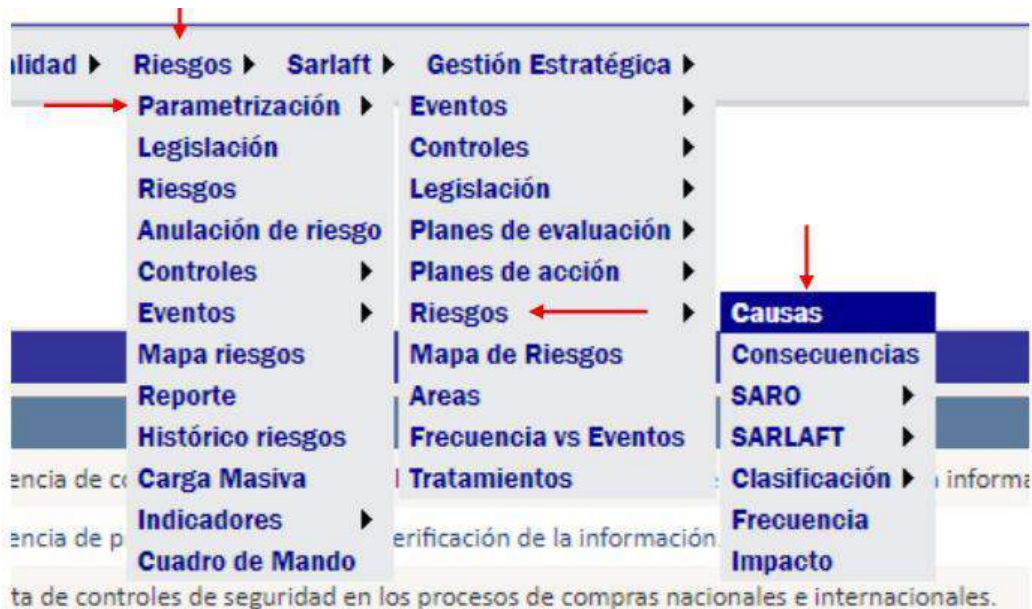 alidad Riesgos Sarlaft Gestión Estratégica
Parametrización Eventos
Legislación Controles
Riesgos Legislación
Anulación de riesgo Planes de evaluación
Controles Planes de acción
Eventos Riesgos Causas
Mapa riesgos Mapa de Riesgos Consecuencias
Reporte Areas SARO
Histórico riesgos Frecuencia vs Eventos SARLAFT
encia de Carga Masiva Tratamientos Clasificación informa
Indicadores Frecuencia
encia de p erificación de la información.
Cuadro de Mando Impacto
ta de controles de seguridad en los procesos de compras nacionales e internacionales.